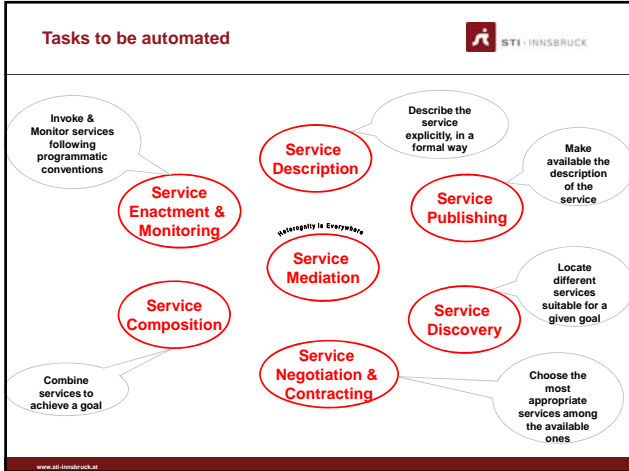 Tasks to be automated
STI·INNSBRUCK
Invoke &
Monitor services
following
programmatic
conventions
Describe the
service
explicitly, in a
formal way
Service
Description
Make
available the
description
of the
service
Service
Enactment &
Monitoring
Service
Publishing
Heterognity is Everywhere
Service
Mediation
Locate
different
services
suitable for a
given goal
Service
Composition
Service
Discovery
Service
Negotiation &
Contracting
Combine
services to
achieve a goal
Choose the
most
appropriate
services among
the available
ones
www.sti-innsbruck.at